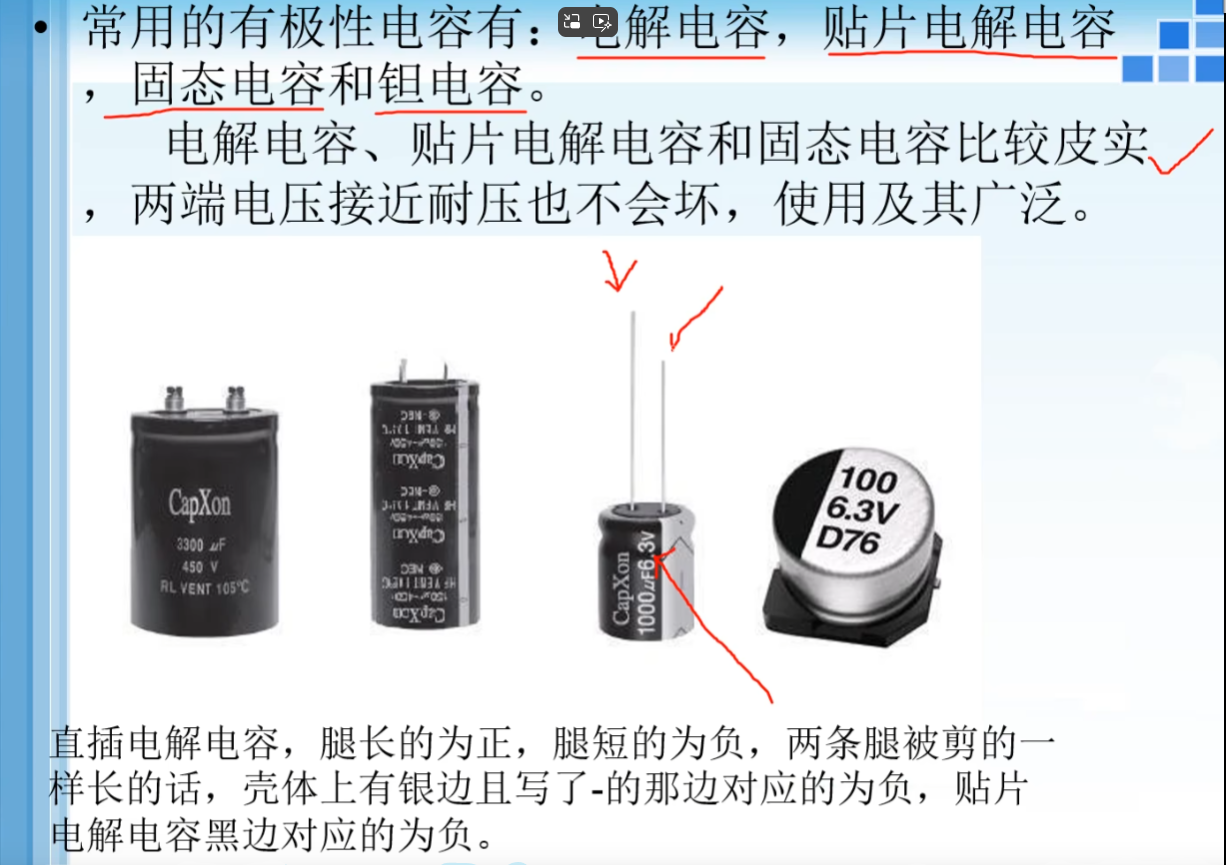 • 常用的有极性电容有：电解电容，贴片电解电容
，固态电容和钽电容。
电解电容、贴片电解电容和固态电容比较皮实
，两端电压接近耐压也不会坏，使用及其广泛。
CapXon
3300 µF
450 V
RL VENT 105°C
CapXon
CapXon
CapXon
CapXon
1000µF6.3v
100
6.3V
D76
直插电解电容，腿长的为正，腿短的为负，两条腿被剪的一
样长的话，壳体上有银边且写了-的那边对应的为负，贴片
电解电容黑边对应的为负。